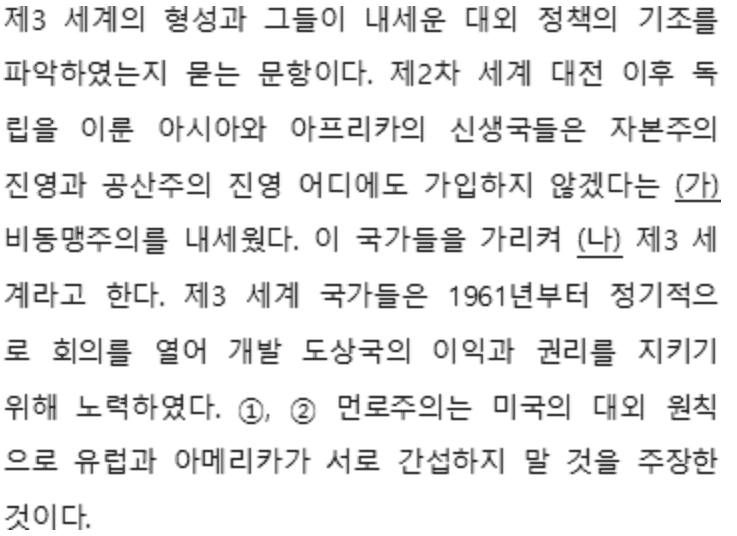 제3 세계의 형성과 그들이 내세운 대외 정책의 기조를
파악하였는지 묻는 문항이다. 제2차 세계 대전 이후 독
립을 이룬 아시아와 아프리카의 신생국들은 자본주의
진영과 공산주의 진영 어디에도 가입하지 않겠다는 (가)
비동맹주의를 내세웠다. 이 국가들을 가리켜 (나) 제3 세
계라고 한다. 제3 세계 국가들은 1961년부터 정기적으
로 회의를 열어 개발 도상국의 이익과 권리를 지키기
위해 노력하였다. ①, ② 먼로주의는 미국의 대외 원칙
으로 유럽과 아메리카가 서로 간섭하지 말 것을 주장한
것이다.